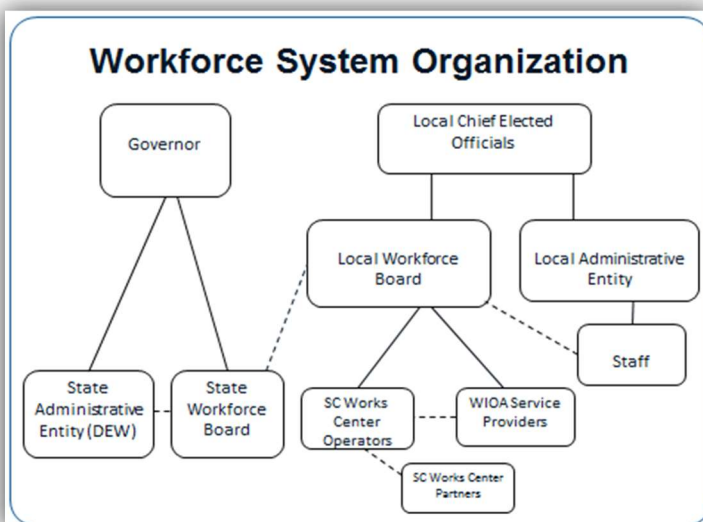 Workforce System Organization
Governor
Local Chief Elected
Officials
Local Workforce
Board
Local Administrative
Entity
Staff
State
Administrative
Entity (DEW)
State
Workforce
Board
SC Works
Center
Operators
WIOA Service
Providers
SC Works Center
Partners